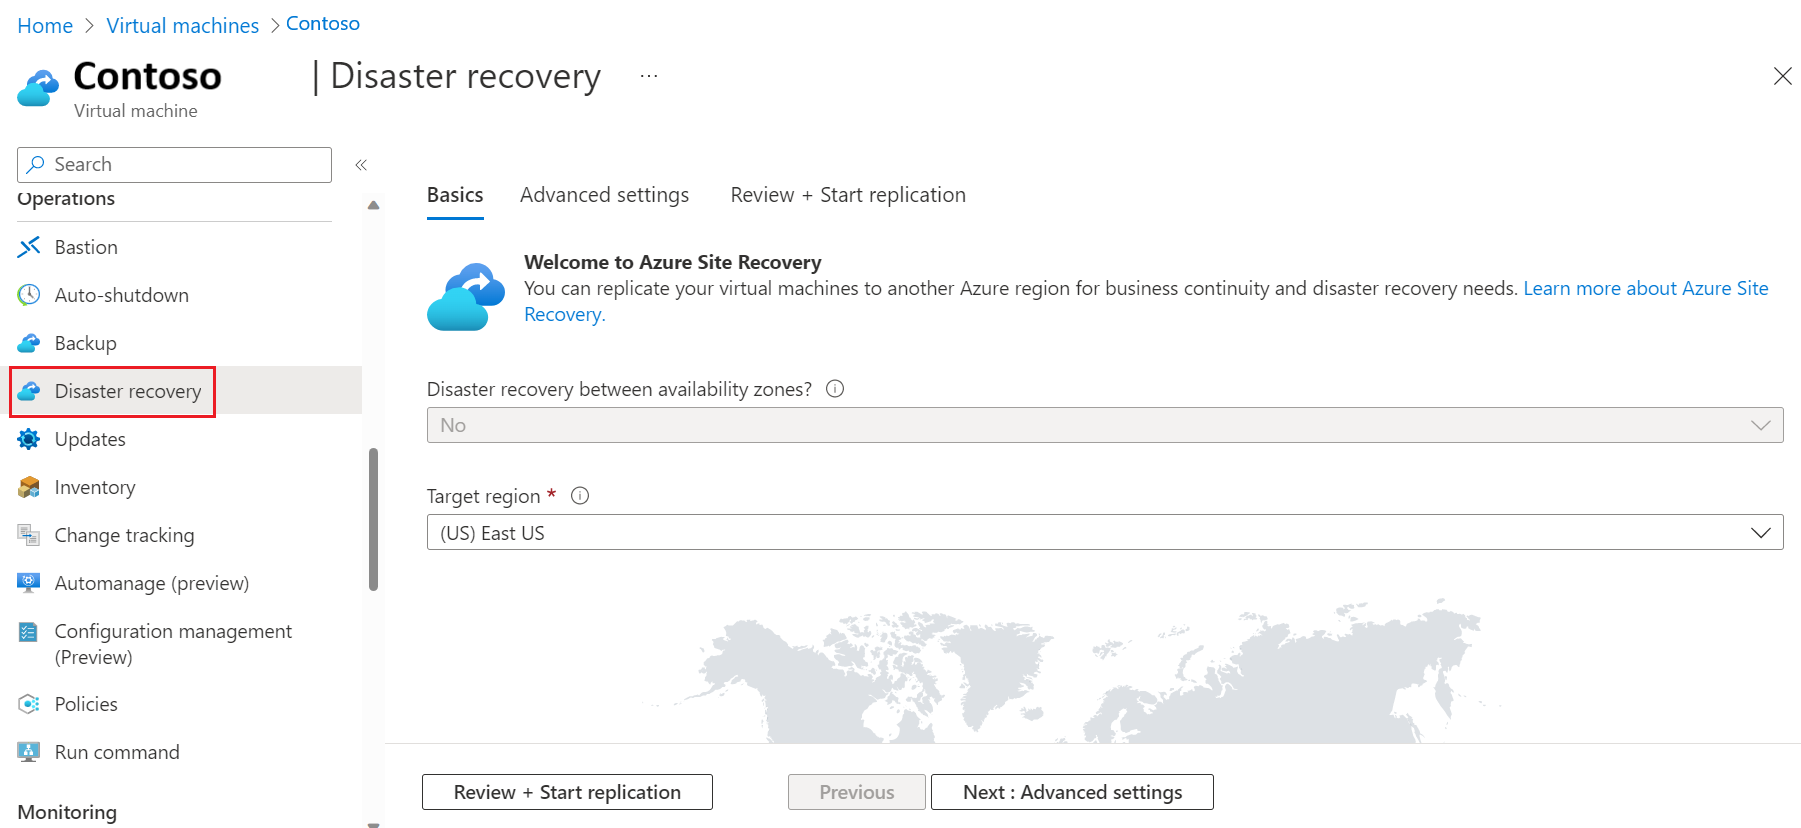 Home > Virtual machines > Contoso
Contoso | Disaster recovery ...
Virtual machine
Search
«
Operations
Bastion
Auto-shutdown
Backup
Disaster recovery
Updates
Inventory
Change tracking
Automanage (preview)
Configuration management
(Preview)
Policies
Run command
Monitoring
Basics Advanced settings Review + Start replication
Welcome to Azure Site Recovery
You can replicate your virtual machines to another Azure region for business continuity and disaster recovery needs. Learn more about Azure Site
Recovery.
Disaster recovery between availability zones?
No
Target region *
(US) East US
Review + Start replication Previous Next : Advanced settings